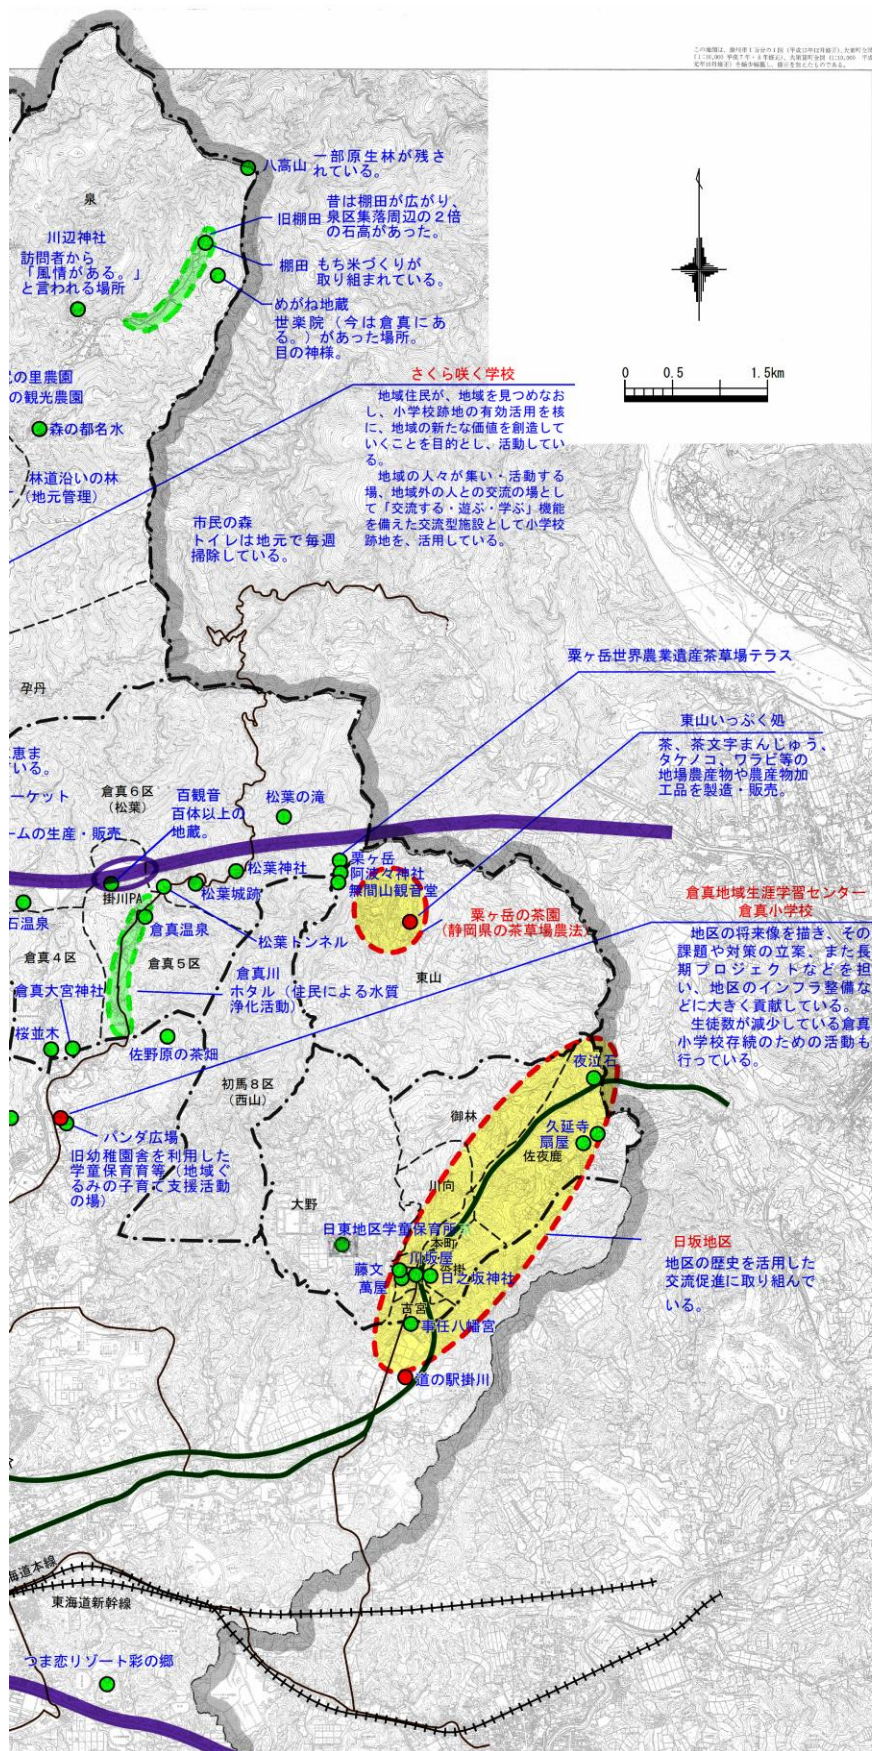 八高山
一部原生林が残さ
れている。
泉
昔は棚田が広がり、
旧棚田
泉区集落周辺の２倍
の石高があった。
川辺神社
訪問者から
「風情がある。」
と言われる場所
棚田
もち米づくりが
取り組まれている。
めがね地蔵
世楽院（今は倉真にあ
る。）があった場所。
目の神様。
0 0.5 1.5km
の里農園
の観光農園
森の都名水
さくら咲く学校
地域住民が、地域を見つめなお
し、小学校跡地の有効活用を核
に、地域の新たな価値を創造して
いくことを目的とし、活動してい
る。
地域の人々が集い・活動する
場、地域外の人との交流の場とし
て「交流する・遊ぶ・学ぶ」機能
を備えた交流型施設として小学校
跡地を、活用している。
林道沿いの林
（地元管理）
市民の森
トイレは地元で毎週
掃除している。
孕丹
粟ヶ岳世界農業遺産茶草場テラス
東山いっぷく処
茶、茶文字まんじゅう、
タケノコ、ワラビ等の
地場農産物や農産物加
工品を製造・販売。
恵ま
いる。
ーケット
ームの生産・販売
倉真６区
（松葉）
百観音
百体以上の
地蔵。
松葉の滝
粟ヶ岳
阿波々神社
無間山観音堂
松葉神社
松葉城跡
掛川PA
石温泉
倉真温泉
松葉トンネル
粟ヶ岳の茶園
（静岡県の茶草場農法）
倉真４区
倉真５区
東山
倉真川
ホタル（住民による水質
浄化活動）
倉真大宮神社
桜並木
佐野原の茶畑
倉真地域生涯学習センター
倉真小学校
地区の将来像を描き、その
課題や対策の立案、また長
期プロジェクトなどを担
い、地区のインフラ整備な
どに大きく貢献している。
生徒数が減少している倉真
小学校存続のための活動も
行っている。
初馬８区
（西山）
夜泣石
御林
久延寺
扇屋
佐夜鹿
パンダ広場
旧幼稚園舎を利用した
学童保育育等（地域ぐ
るみの子育て支援活動
の場）
川向
大野
日東地区学童保育所
本町
川坂屋
藤文
沓掛
萬屋
日之坂神社
古宮
事任八幡宮
日坂地区
地区の歴史を活用した
交流促進に取り組んで
いる。
道の駅掛川
海道本線
東海道新幹線
つま恋リゾート彩の郷